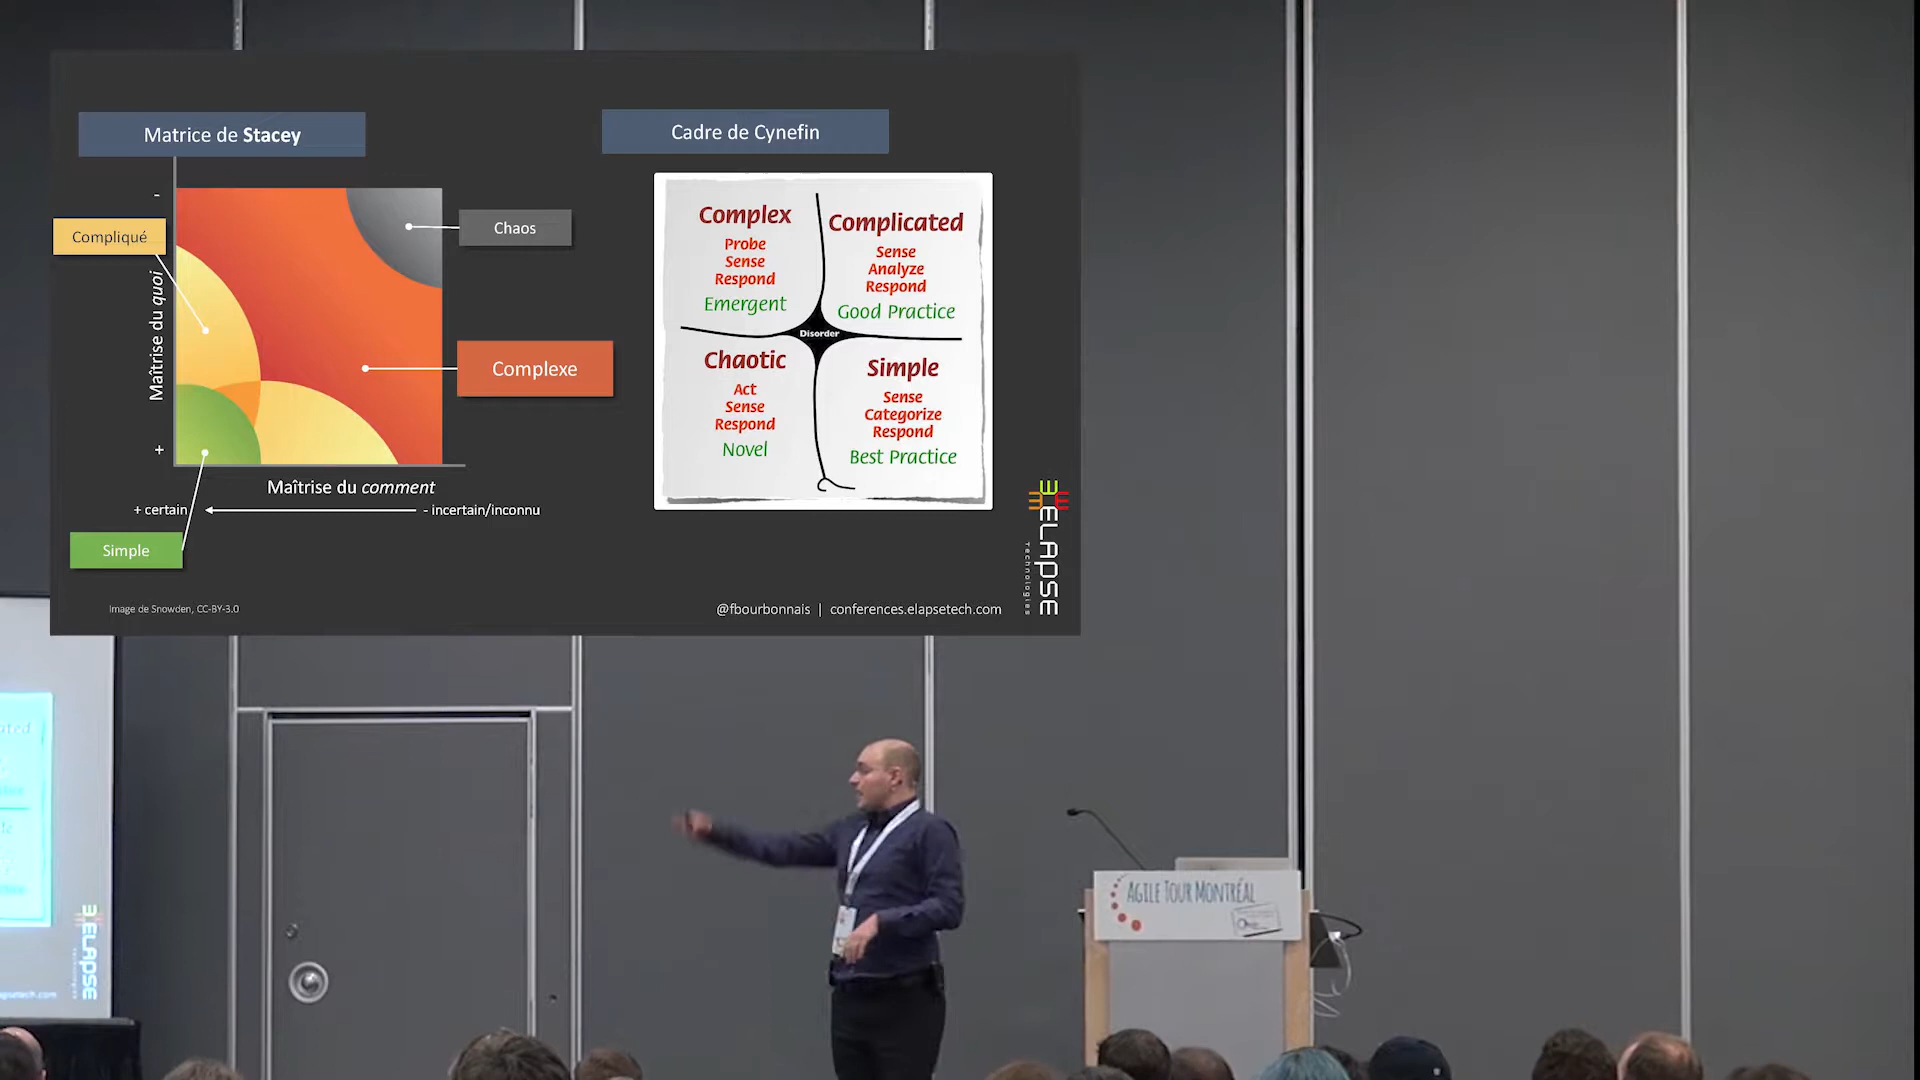 Matrice de Stacey
Cadre de Cynefin
-
Compliqué
Chaos
Maîtrise du quoi
Complexe
+
Maîtrise du comment
+ certain
- incertain/inconnu
Simple
Complex
Probe
Sense
Respond
Emergent
Complicated
Sense
Analyze
Respond
Good Practice
Disorder
Chaotic
Act
Sense
Respond
Novel
Simple
Sense
Categorize
Respond
Best Practice
ELAPSE
Technologies
Image de Snowden, CC-BY-3.0
@fbourbonnais | conferences.elapsetech.com
ELAPSE
AGILE TOUR MONTRÉAL